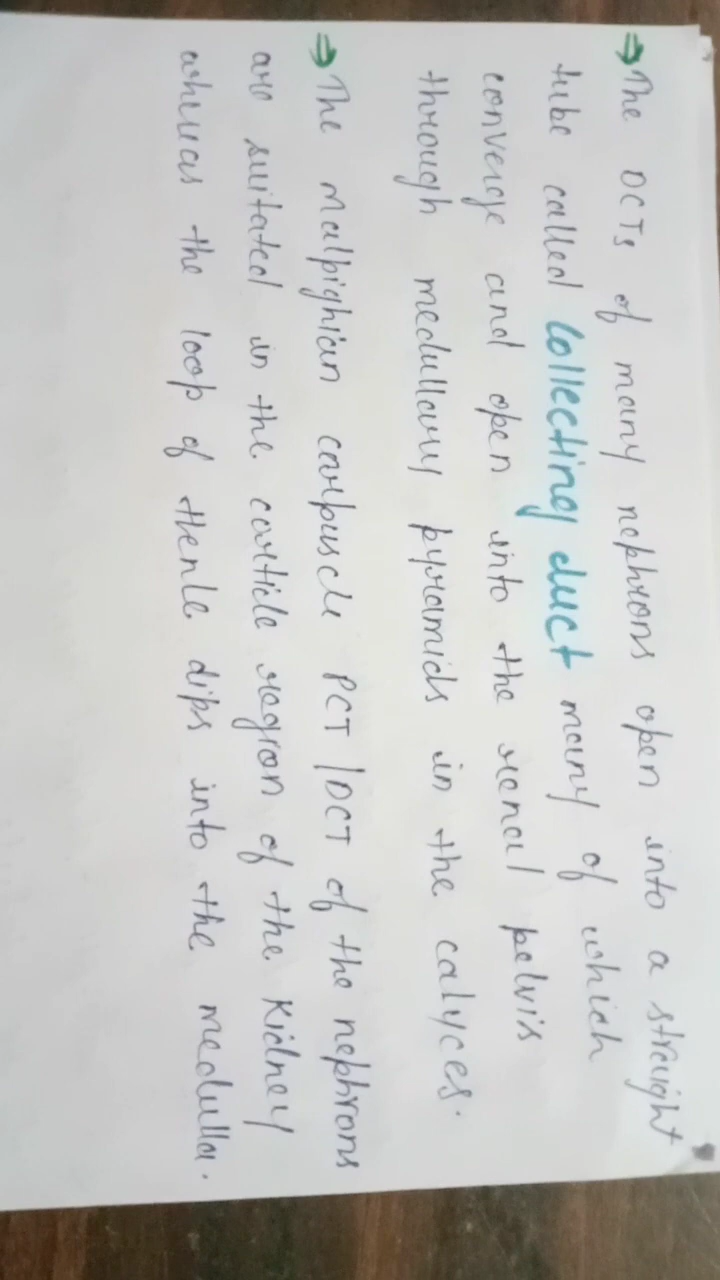 → The DCTs of many nephrons open into a straight
tube called Collecting duct many of which
converge and open into the renal pelvis
through medullary pyramids in the calyces.
→ The Malpighian corpuscle PCT / DCT of the nephrons
are suitated in the corticle region of the Kidney
whereas the loop of Henle dips into the medulla.